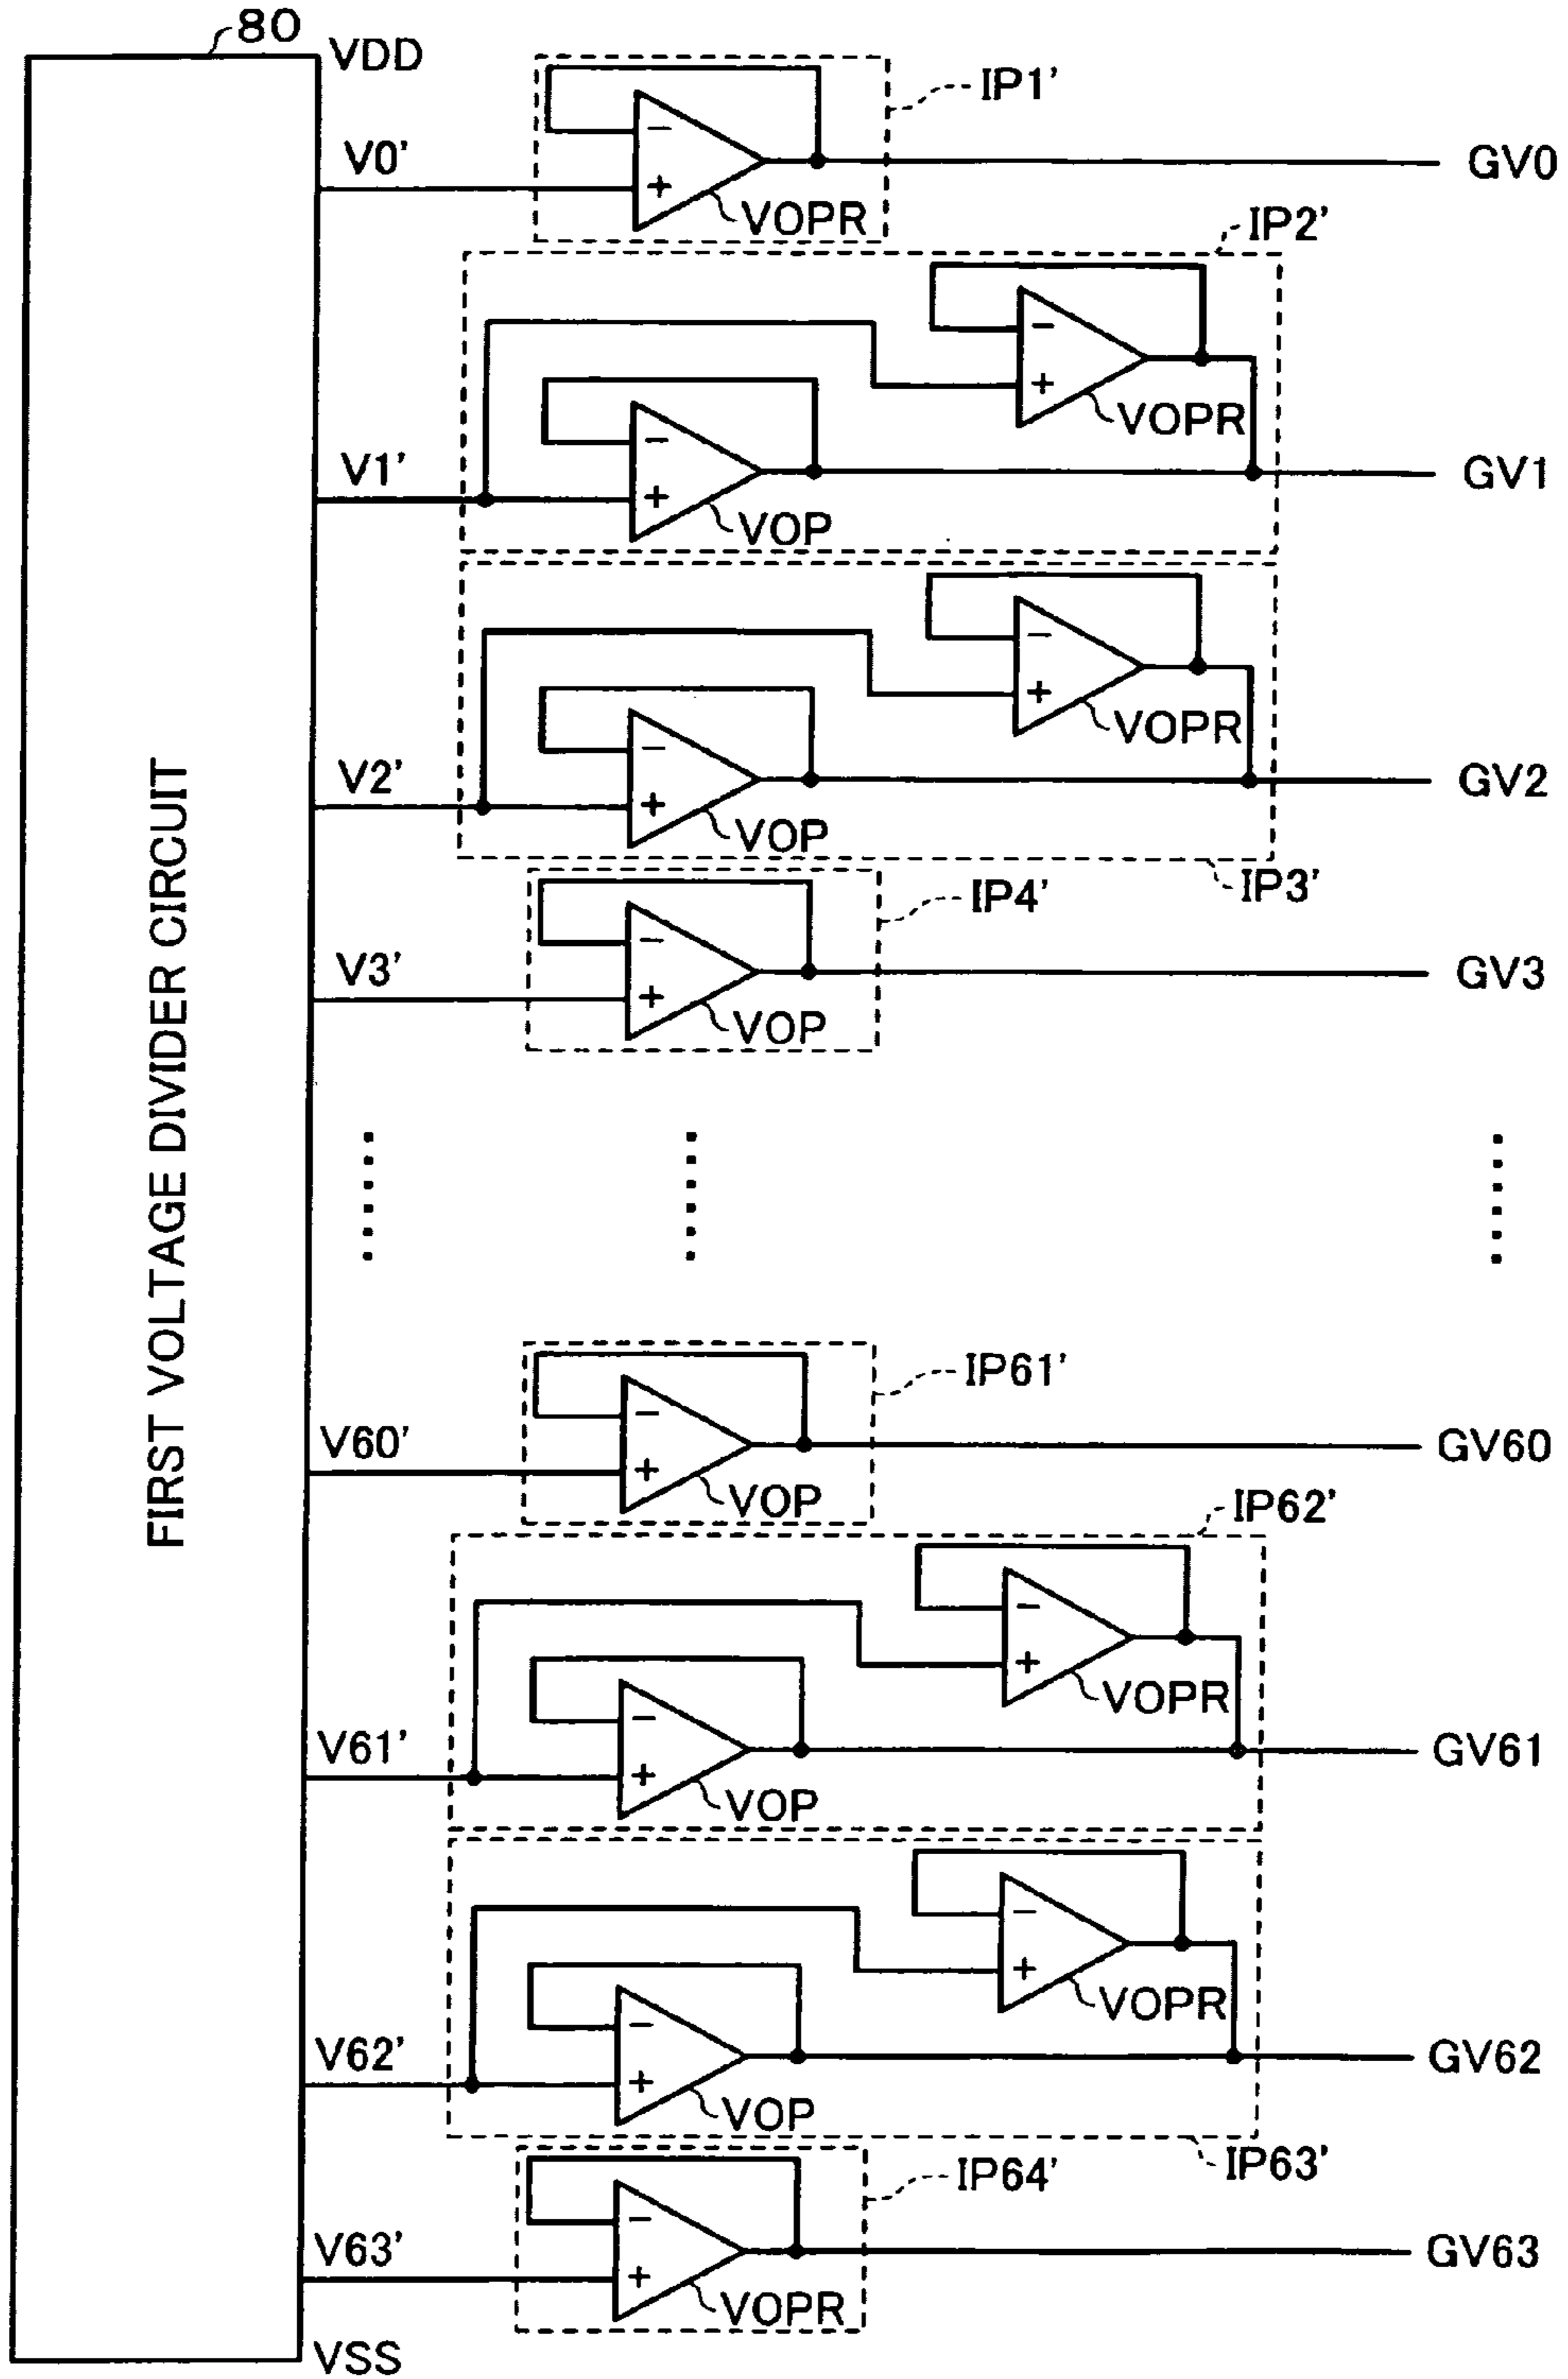 80
VDD
IP1'
V0'
−
+
VOPR
GV0
IP2'
−
+
VOPR
−
+
VOP
V1'
GV1
−
+
VOPR
−
+
VOP
V2'
GV2
IP3'
IP4'
−
+
VOP
V3'
GV3
FIRST VOLTAGE DIVIDER CIRCUIT
IP61'
−
+
VOP
V60'
GV60
IP62'
−
+
VOPR
−
+
VOP
V61'
GV61
−
+
VOPR
−
+
VOP
V62'
GV62
IP63'
IP64'
−
+
VOPR
V63'
GV63
VSS